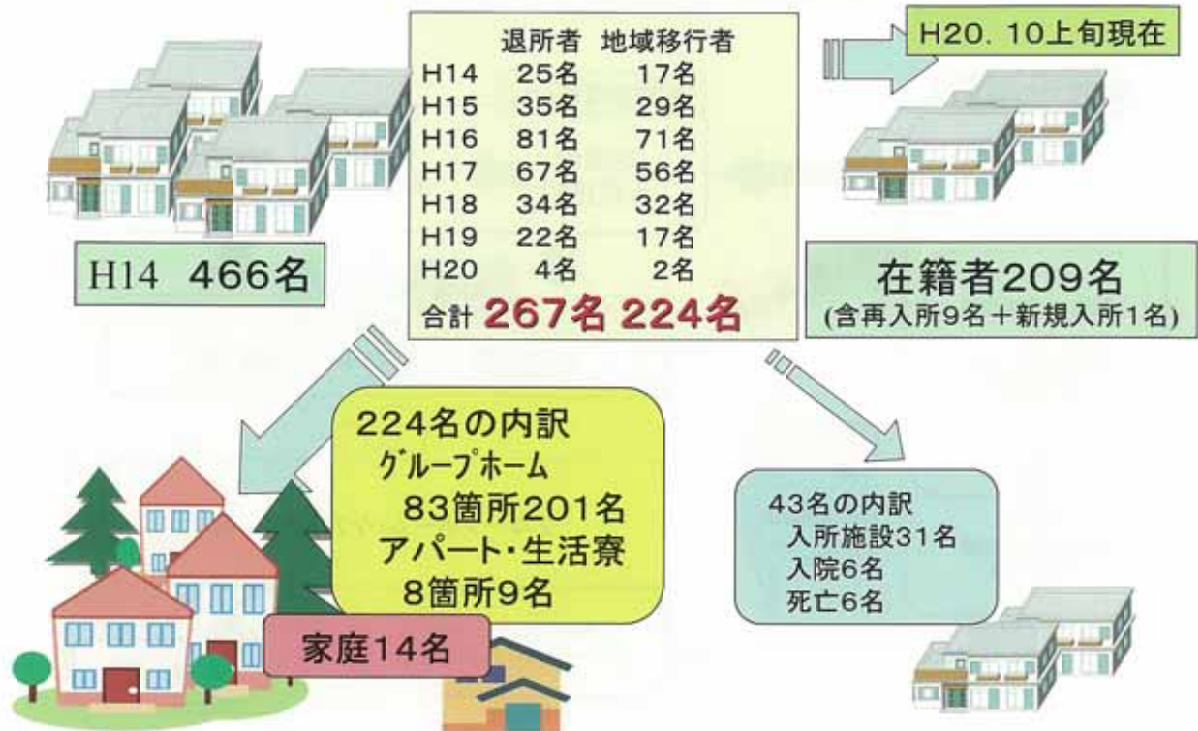 退所者 地域移行者
H14 25名 17名
H15 35名 29名
H16 81名 71名
H17 67名 56名
H18 34名 32名
H19 22名 17名
H20 4名 2名
合計 267名 224名
H20．10上旬現在
H14 466名
在籍者209名
(含再入所9名＋新規入所1名)
224名の内訳
グループホーム
83箇所201名
アパート・生活寮
8箇所9名
家庭14名
43名の内訳
入所施設31名
入院6名
死亡6名